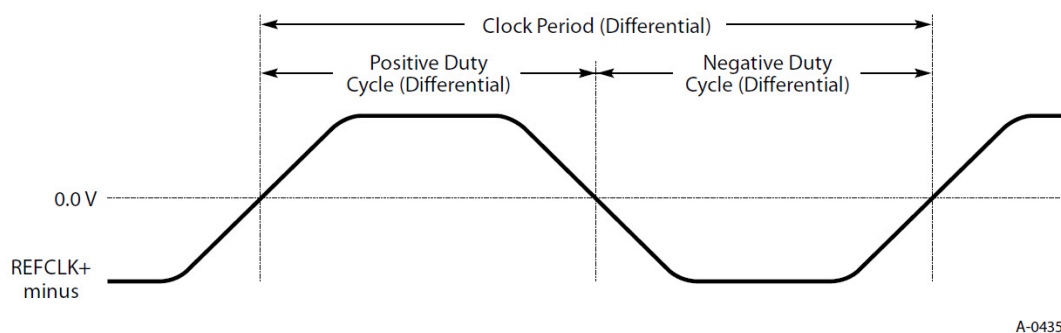 Clock Period (Differential)
Positive Duty
Cycle (Differential)
Negative Duty
Cycle (Differential)
0.0 V
REFCLK+
minus
A-0435